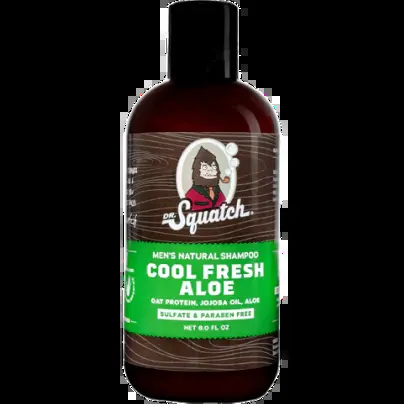 DR.
Squatch®
MEN'S NATURAL SHAMPOO
COOL FRESH
ALOE
OAT PROTEIN, JOJOBA OIL, ALOE
SULFATE & PARABEN FREE
NET 8.0 FL OZ